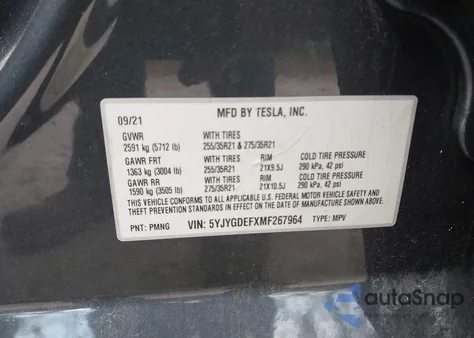 MFD BY TESLA, INC.
09/21
GVWR WITH TIRES
2591 kg (5712 lb) 255/35R21 & 275/35R21
GAWR FRT WITH TIRES RIM COLD TIRE PRESSURE
1363 kg (3004 lb) 255/35R21 21X9.5J 290 kPa, 42 psi
GAWR RR WITH TIRES RIM COLD TIRE PRESSURE
1590 kg (3505 lb) 275/35R21 21X10.5J 290 kPa, 42 psi
THIS VEHICLE CONFORMS TO ALL APPLICABLE
U.S. FEDERAL MOTOR VEHICLE SAFETY, BUMPER AND THEFT PREVENTION
STANDARDS IN EFFECT ON THE DATE OF MANUFACTURE SHOWN ABOVE.
PNT: PMNG VIN: 5YJYGDEFXMF267964 TYPE: MPV
autoSnap